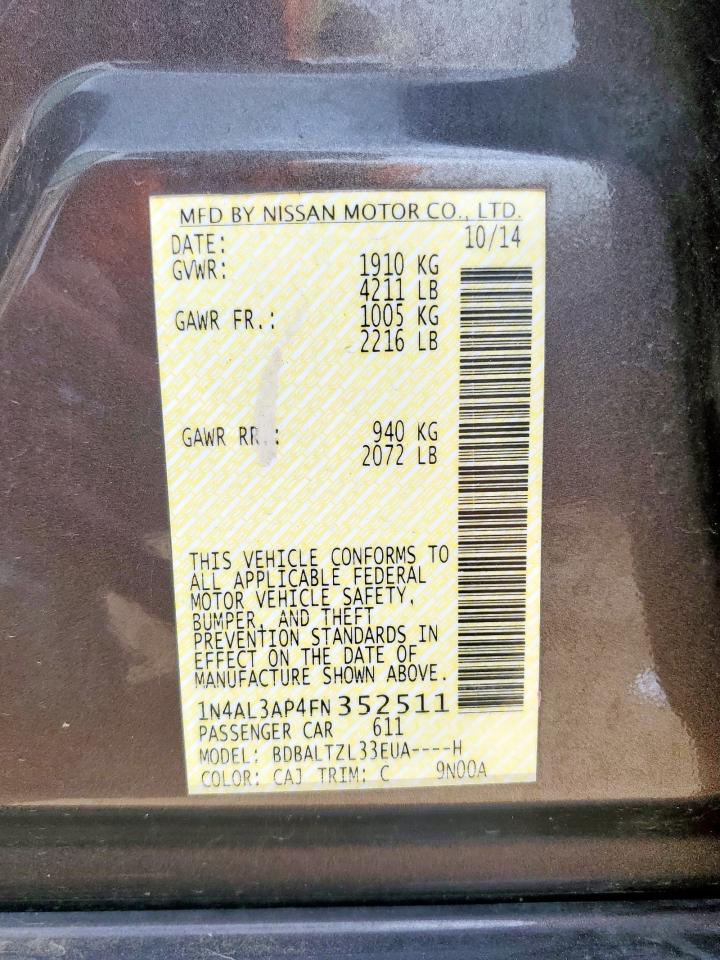 MFD BY NISSAN MOTOR CO., LTD.
DATE: 10/14
GVWR: 1910 KG
4211 LB
GAWR FR.: 1005 KG
2216 LB
GAWR RR.: 940 KG
2072 LB
THIS VEHICLE CONFORMS TO
ALL APPLICABLE FEDERAL
MOTOR VEHICLE SAFETY,
BUMPER, AND THEFT
PREVENTION STANDARDS IN
EFFECT ON THE DATE OF
MANUFACTURE SHOWN ABOVE.
1N4AL3AP4FN352511
PASSENGER CAR 611
MODEL: BDBALTZL33EUA----H
COLOR: CAJ TRIM: C 9N00A